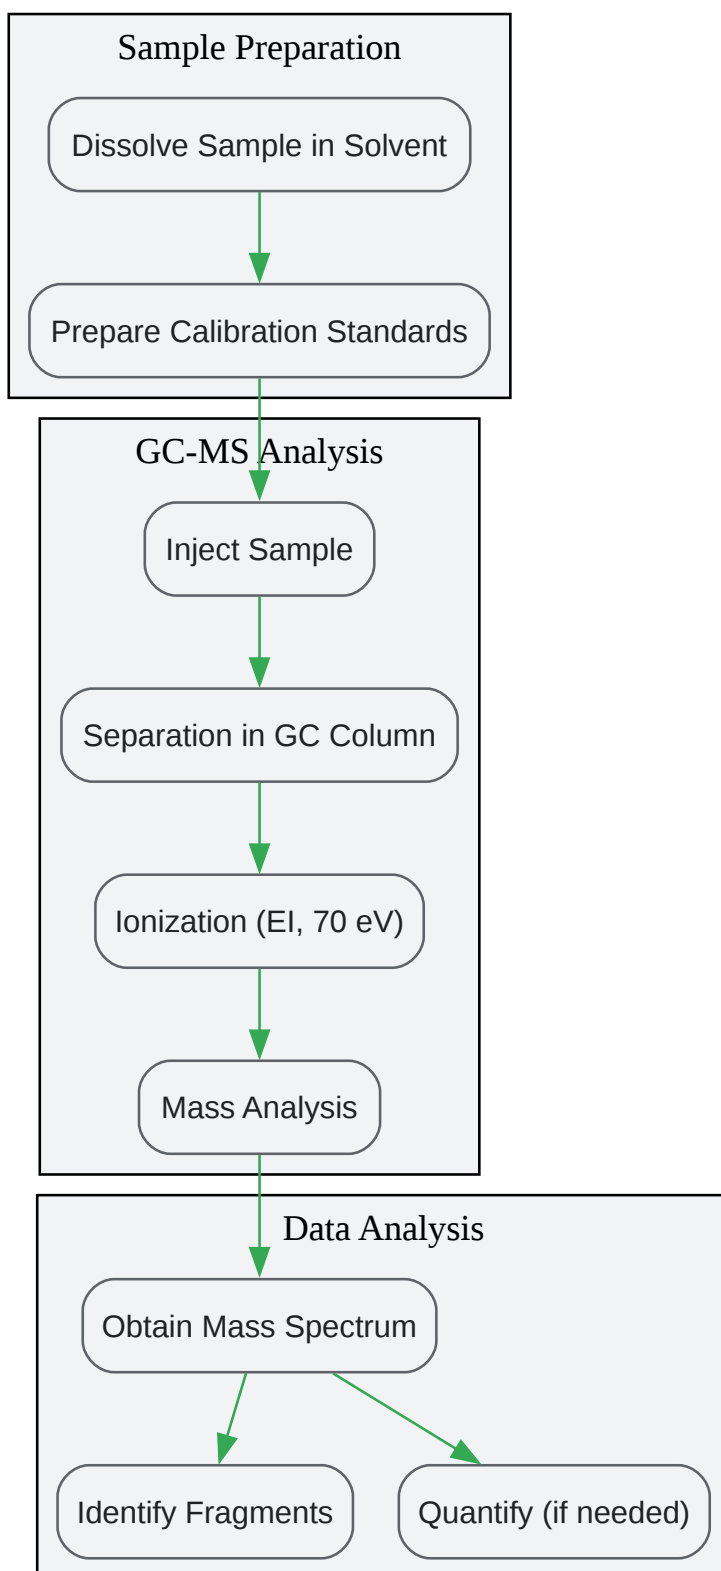 Sample Preparation
Dissolve Sample in Solvent
Prepare Calibration Standards
GC-MS Analysis
Inject Sample
Separation in GC Column
Ionization (EI, 70 eV)
Mass Analysis
Data Analysis
Obtain Mass Spectrum
Identify Fragments
Quantify (if needed)